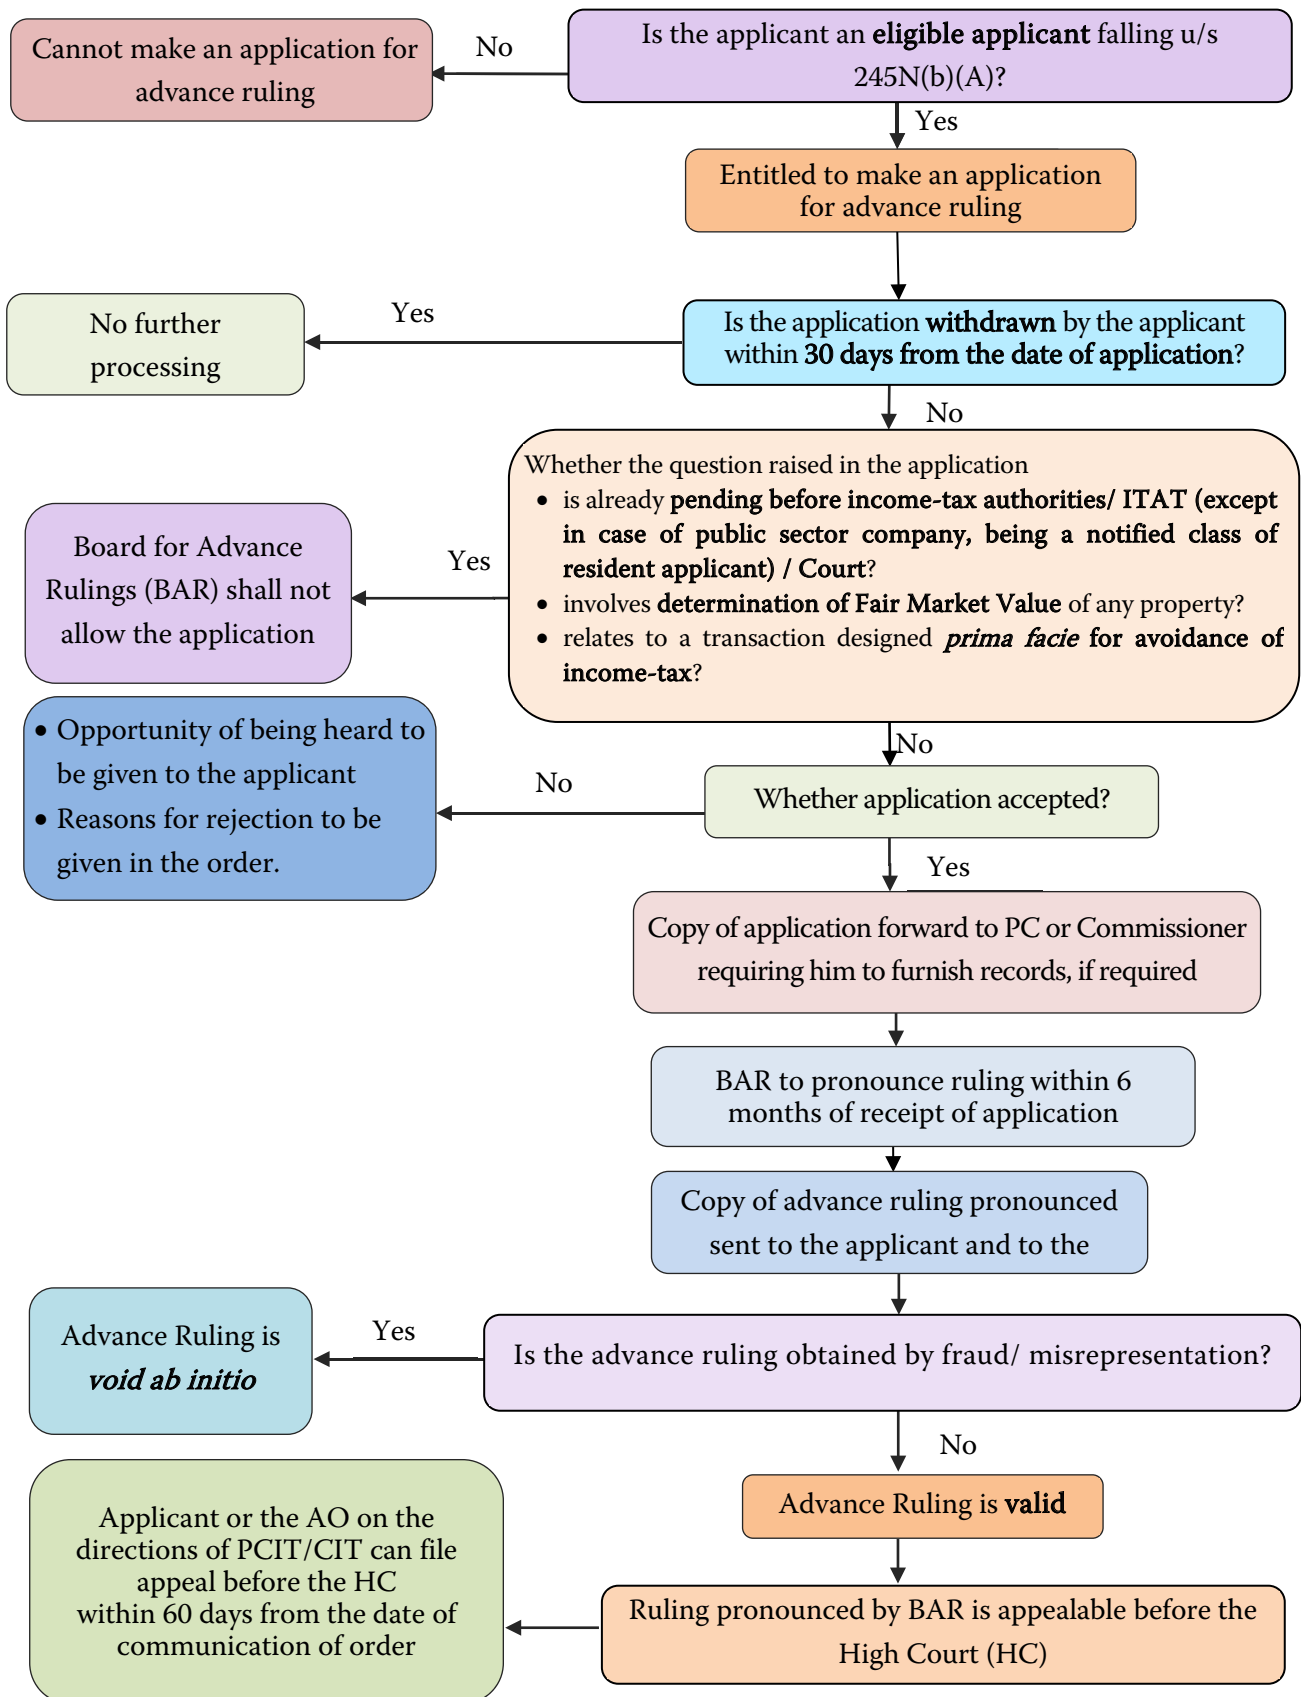 Is the applicant an eligible applicant falling u/s
245N(b)(A)?
No
Cannot make an application for
advance ruling
Yes
Entitled to make an application
for advance ruling
Is the application withdrawn by the applicant
within 30 days from the date of application?
Yes
No further
processing
No
Whether the question raised in the application
• is already pending before income-tax authorities/ ITAT (except
in case of public sector company, being a notified class of
resident applicant) / Court?
• involves determination of Fair Market Value of any property?
• relates to a transaction designed prima facie for avoidance of
income-tax?
Yes
Board for Advance
Rulings (BAR) shall not
allow the application
No
Whether application accepted?
No
• Opportunity of being heard to
be given to the applicant
• Reasons for rejection to be
given in the order.
Yes
Copy of application forward to PC or Commissioner
requiring him to furnish records, if required
BAR to pronounce ruling within 6
months of receipt of application
Copy of advance ruling pronounced
sent to the applicant and to the
Is the advance ruling obtained by fraud/ misrepresentation?
Yes
Advance Ruling is
void ab initio
No
Advance Ruling is valid
Ruling pronounced by BAR is appealable before the
High Court (HC)
Applicant or the AO on the
directions of PCIT/CIT can file
appeal before the HC
within 60 days from the date of
communication of order